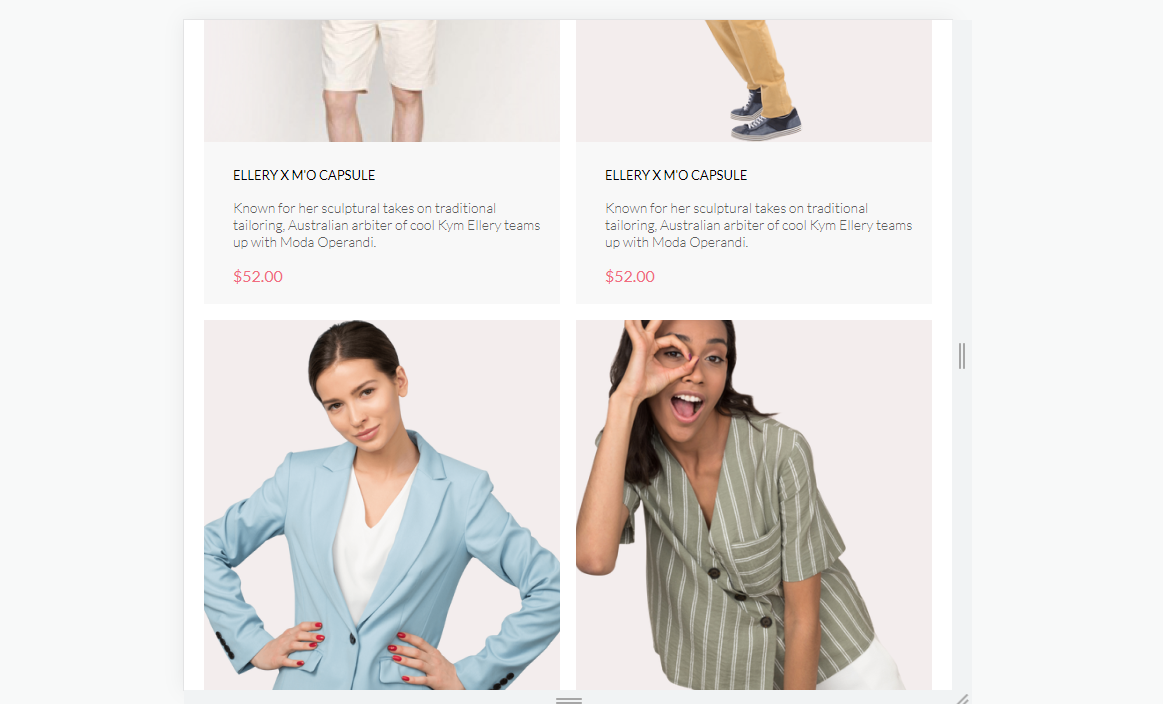 ELLERY X M'O CAPSULE
Known for her sculptural takes on traditional
tailoring, Australian arbiter of cool Kym Ellery teams
up with Moda Operandi.
$52.00
ELLERY X M'O CAPSULE
Known for her sculptural takes on traditional
tailoring, Australian arbiter of cool Kym Ellery teams
up with Moda Operandi.
$52.00